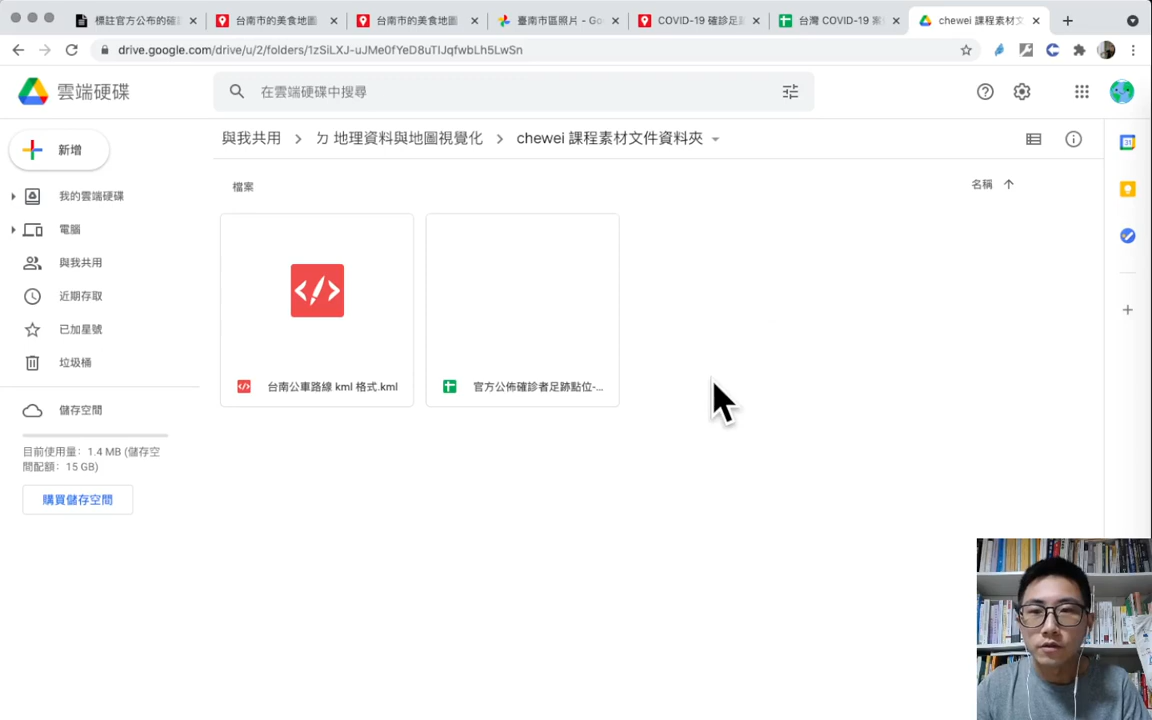 標註官方公布的確
台南市的美食地圖
台南市的美食地圖
臺南市區照片 - Go
COVID-19 確診足
台灣 COVID-19 案
chewei 課程素材文
drive.google.com/drive/u/2/folders/1zSiLXJ-uJMe0fYeD8uTIJqfwbLh5LwSn
雲端硬碟
在雲端硬碟中搜尋
新增
與我共用 > ㄉ 地理資料與地圖視覺化 > chewei 課程素材文件資料夾
檔案
名稱
我的雲端硬碟
電腦
與我共用
近期存取
已加星號
垃圾桶
儲存空間
目前使用量：1.4 MB (儲存空
間配額：15 GB)
購買儲存空間
台南公車路線 kml 格式.kml
官方公佈確診者足跡點位-...
31